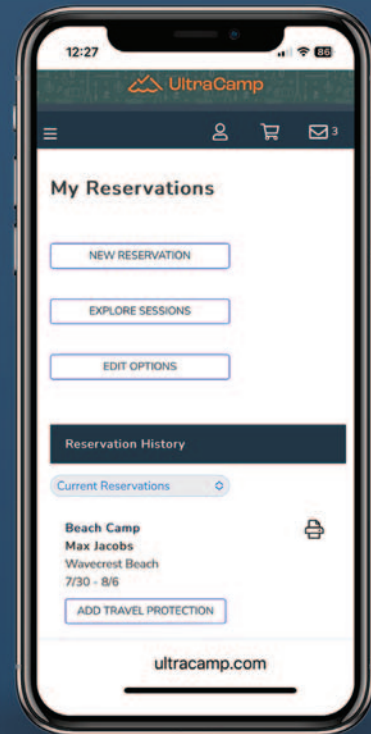 12:27
86
UltraCamp
3
My Reservations
NEW RESERVATION
EXPLORE SESSIONS
EDIT OPTIONS
Reservation History
Current Reservations
Beach Camp
Max Jacobs
Wavecrest Beach
7/30 - 8/6
ADD TRAVEL PROTECTION
ultracamp.com